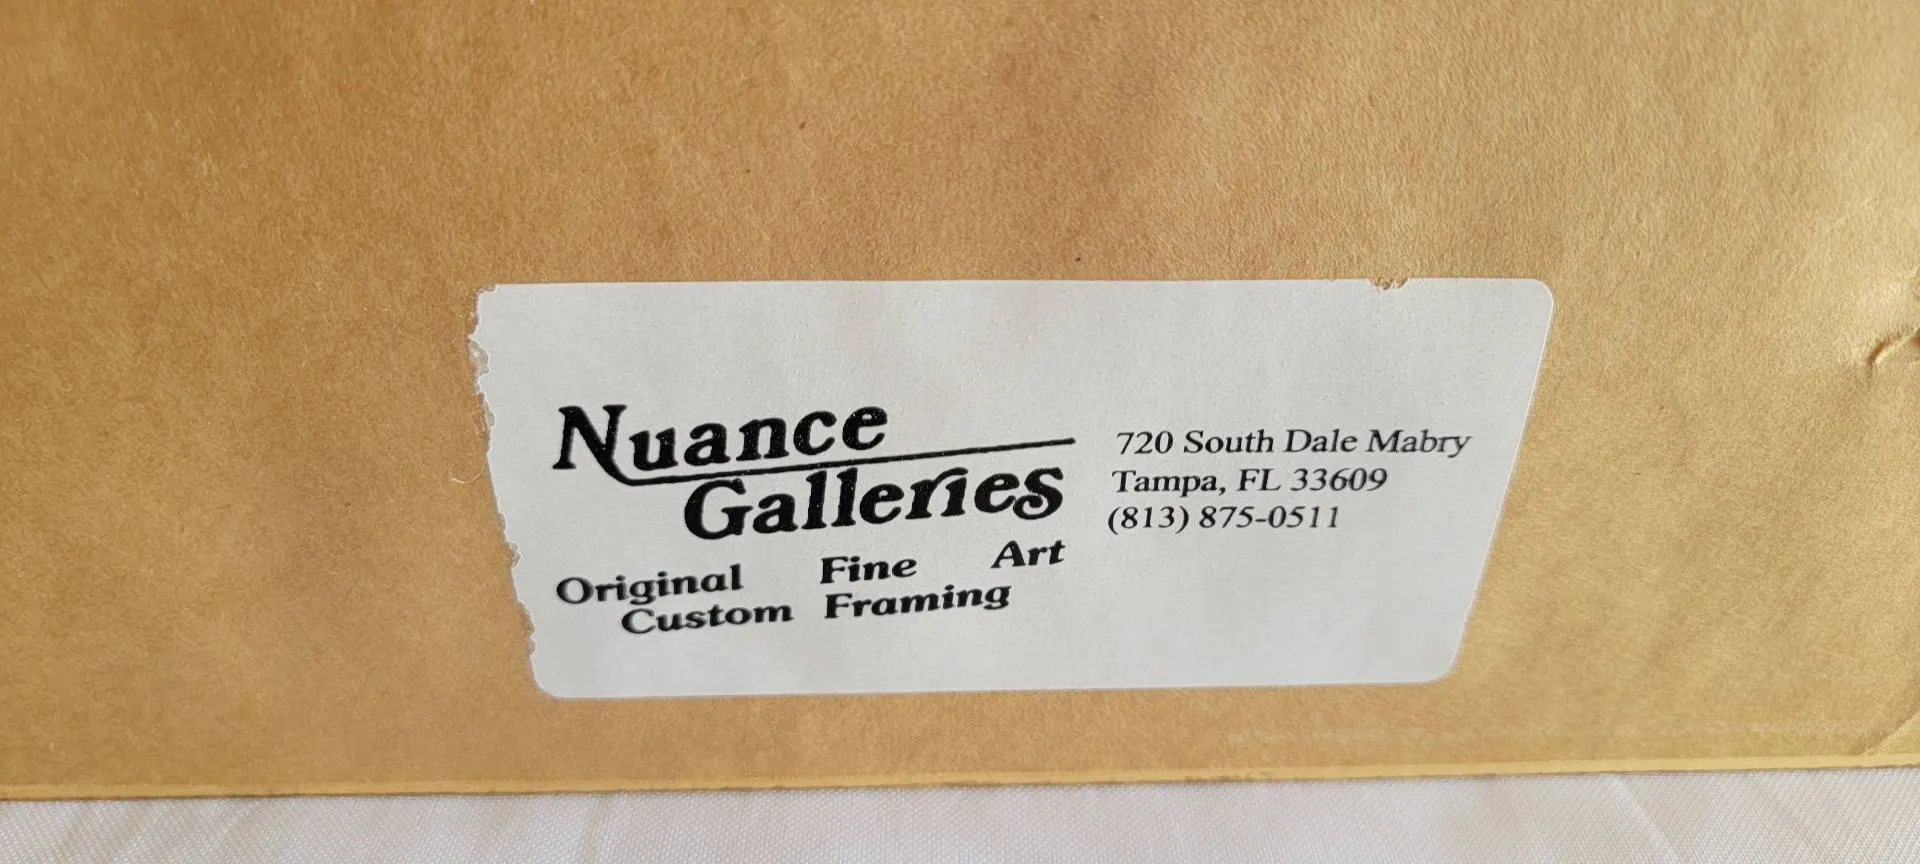 Nuance
Galleries
Original Fine Art
Custom Framing
720 South Dale Mabry
Tampa, FL 33609
(813) 875-0511